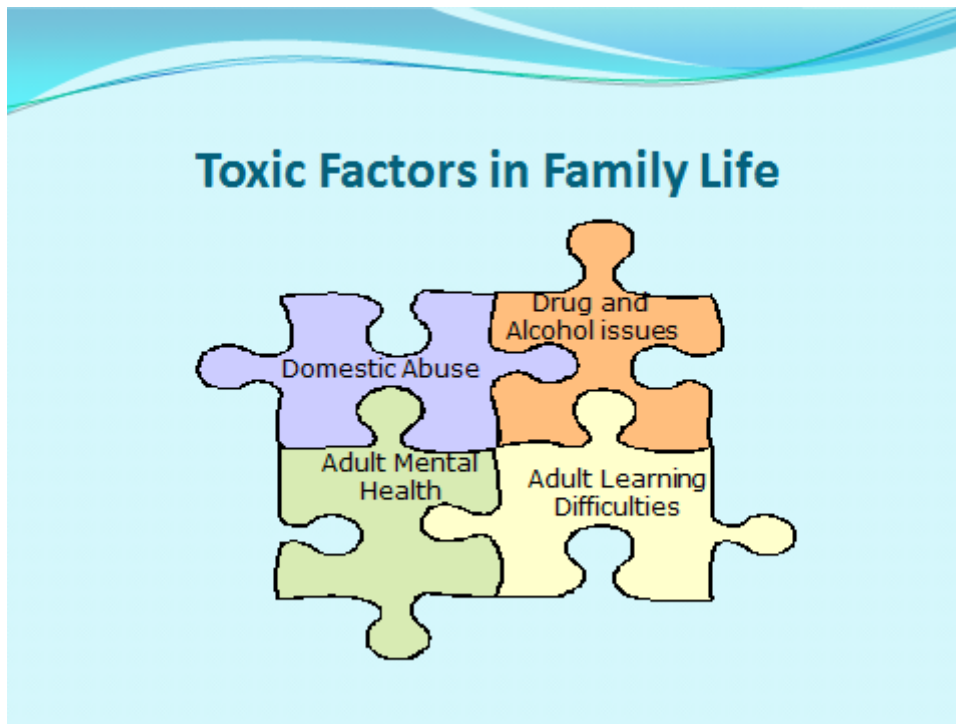 Toxic Factors in Family Life
Drug and
Alcohol issues
Domestic Abuse
Adult Mental
Health
Adult Learning
Difficulties